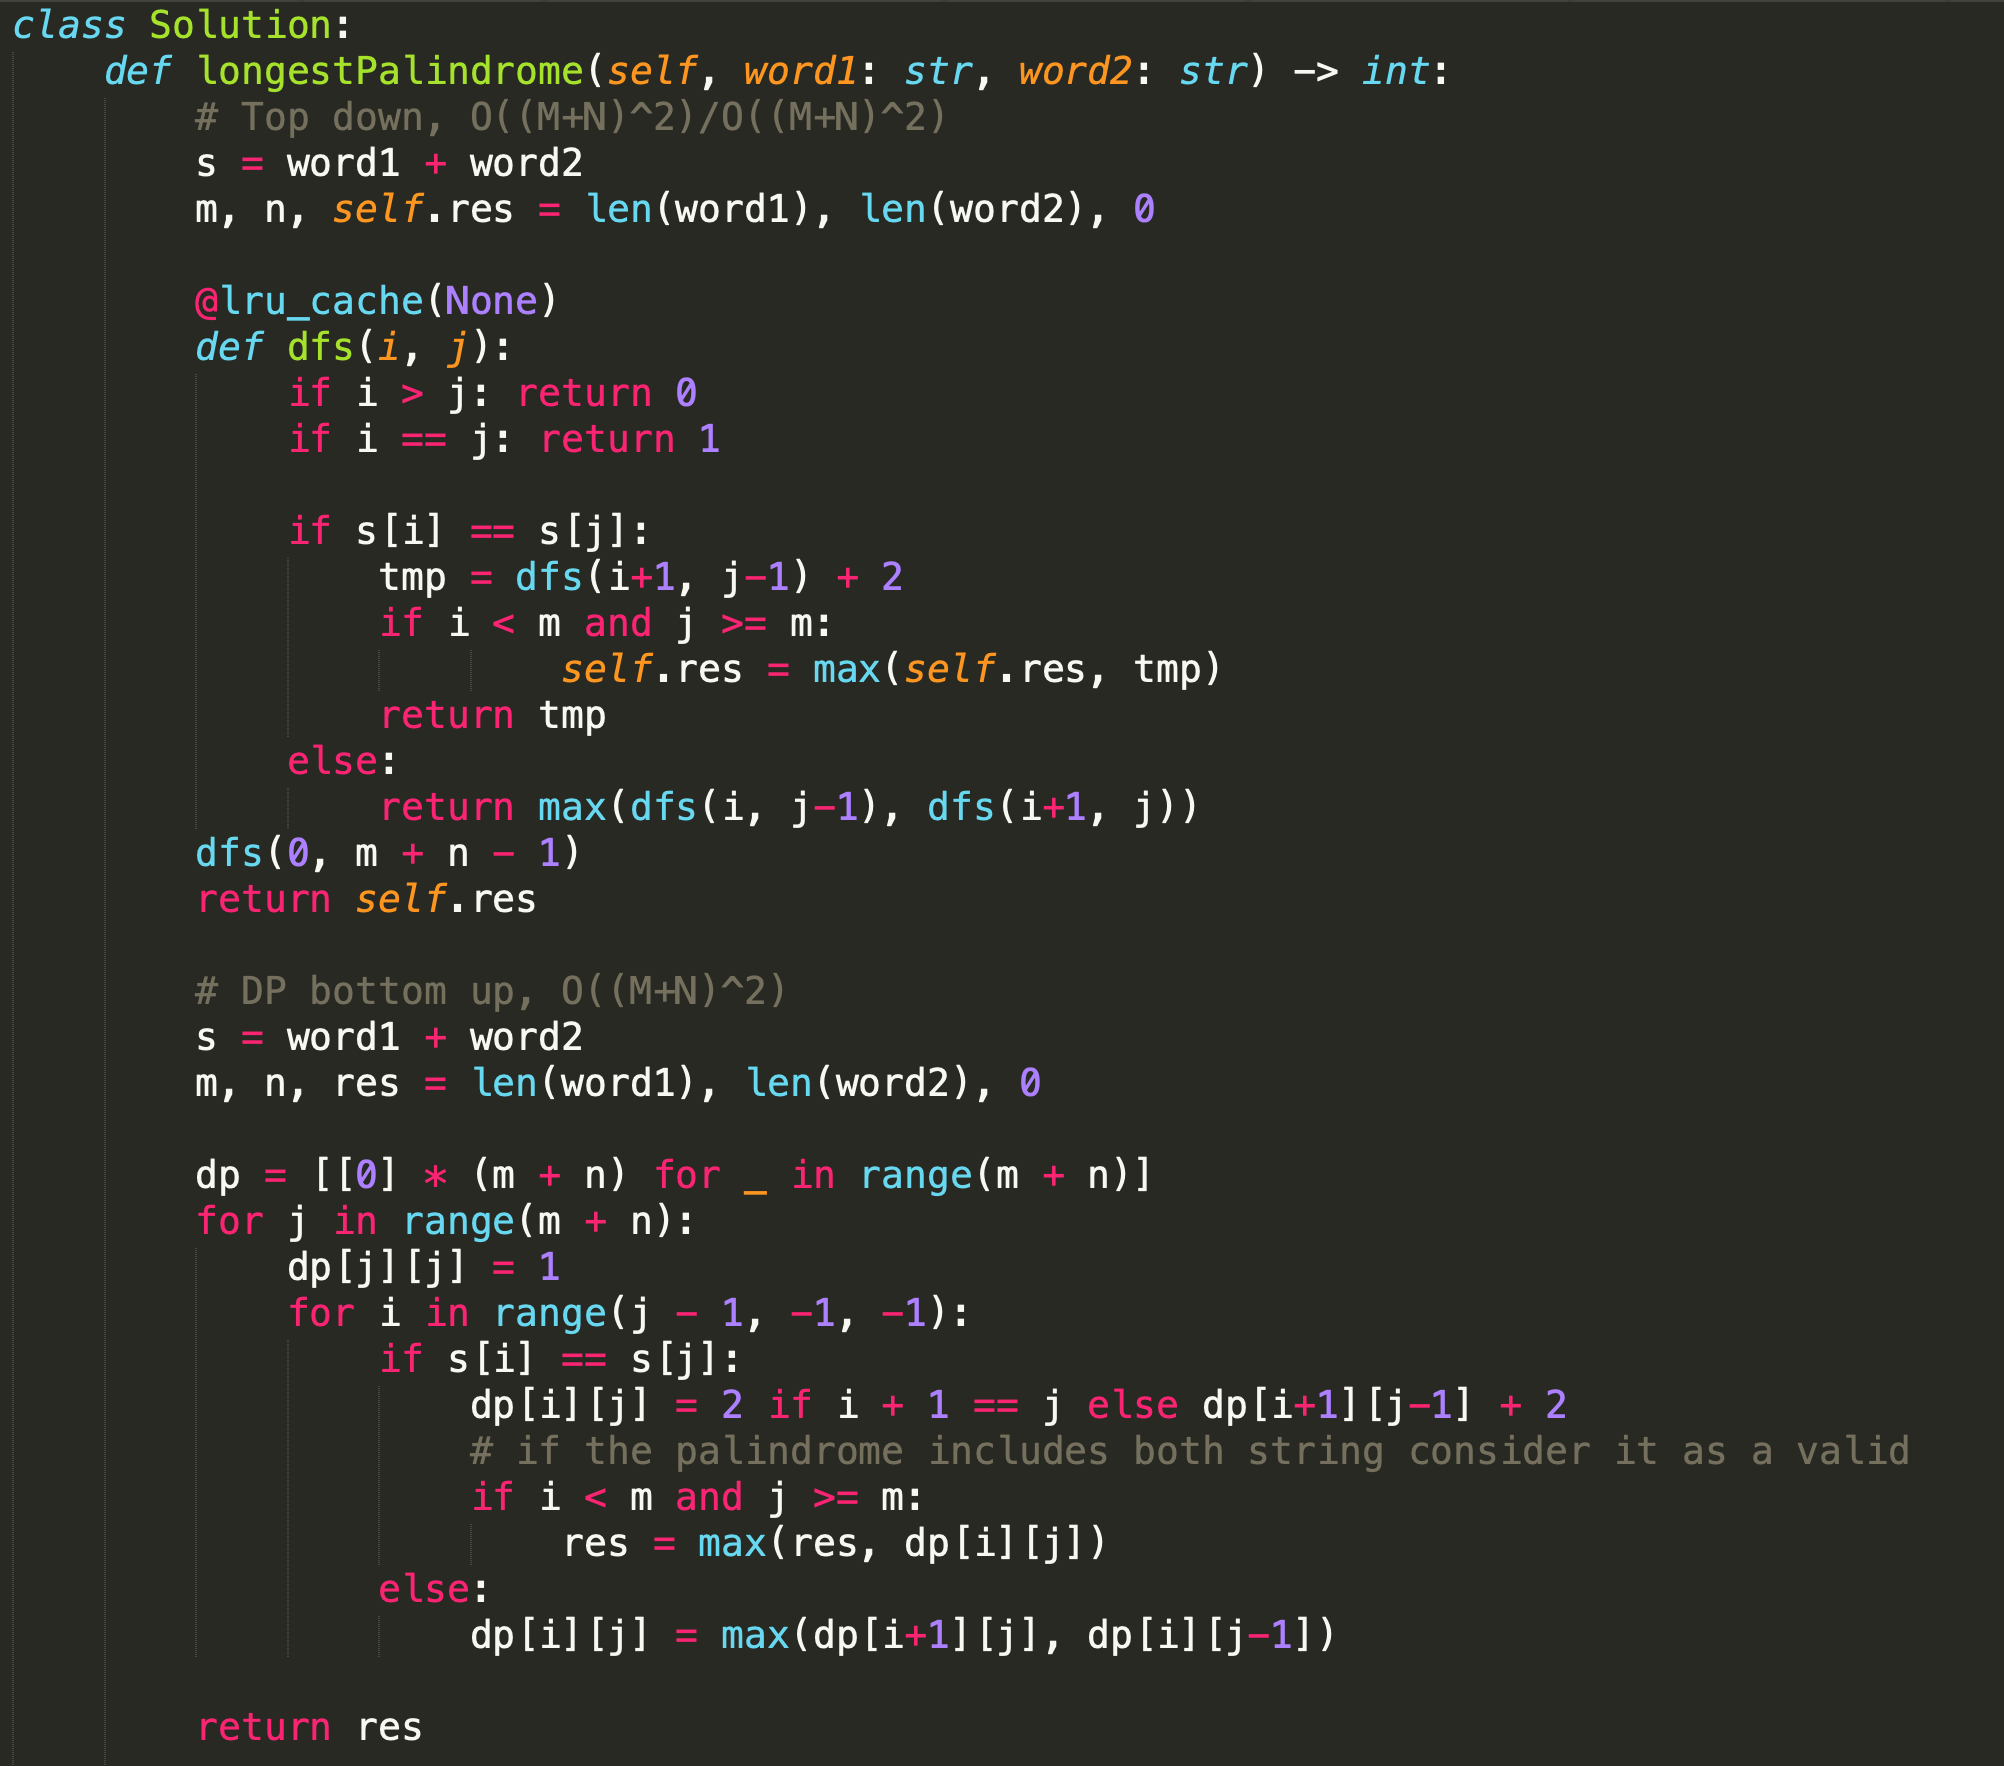 class Solution:
    def longestPalindrome(self, word1: str, word2: str) -> int:
        # Top down, O((M+N)^2)/O((M+N)^2)
        s = word1 + word2
        m, n, self.res = len(word1), len(word2), 0

        @lru_cache(None)
        def dfs(i, j):
            if i > j: return 0
            if i == j: return 1

            if s[i] == s[j]:
                tmp = dfs(i+1, j-1) + 2
                if i < m and j >= m:
                        self.res = max(self.res, tmp)
                return tmp
            else:
                return max(dfs(i, j-1), dfs(i+1, j))
        dfs(0, m + n - 1)
        return self.res

        # DP bottom up, O((M+N)^2)
        s = word1 + word2
        m, n, res = len(word1), len(word2), 0

        dp = [[0] * (m + n) for _ in range(m + n)]
        for j in range(m + n):
            dp[j][j] = 1
            for i in range(j - 1, -1, -1):
                if s[i] == s[j]:
                    dp[i][j] = 2 if i + 1 == j else dp[i+1][j-1] + 2
                    # if the palindrome includes both string consider it as a valid
                    if i < m and j >= m:
                        res = max(res, dp[i][j])
                else:
                    dp[i][j] = max(dp[i+1][j], dp[i][j-1])

        return res